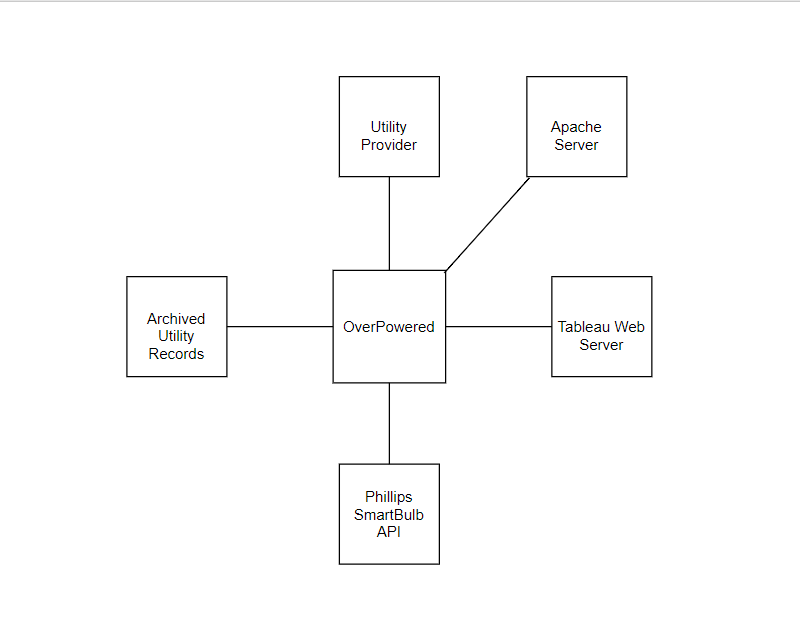 Utility
Provider
Apache
Server
Archived
Utility
Records
OverPowered
Tableau Web
Server
Phillips
SmartBulb
API